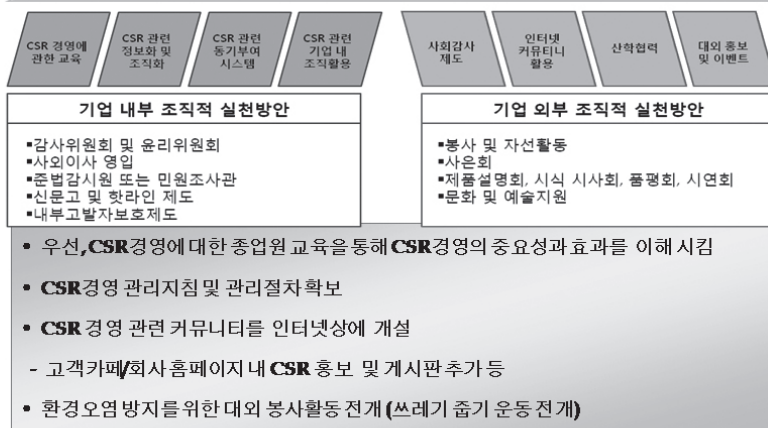 CSR 경영에
관한 교육
CSR 관련
정보화 및
조직화
CSR 관련
동기부여
시스템
CSR 관련
기업 내
조직활용
사회감사
제도
인터넷
커뮤티니
활용
산학협력
대외 홍보
및 이벤트
기업 내부 조직적 실천방안
▪감사위원회 및 윤리위원회
▪사외이사 영입
▪준법감시원 또는 민원조사관
▪신문고 및 핫라인 제도
▪내부고발자보호제도
기업 외부 조직적 실천방안
▪봉사 및 자선활동
▪사은회
▪제품설명회, 시식 시사회, 품평회, 시연회
▪문화 및 예술지원
• 우선,CSR경영에 대한 종업원 교육을 통해 CSR경영의 중요성과 효과를 이해 시킴
• CSR경영 관리지침 및 관리절차 확보
• CSR 경영 관련 커뮤니티를 인터넷상에 개설
- 고객카페/회사 홈페이지 내 CSR 홍보 및 게시판 추가 등
• 환경오염 방지를 위한 대외 봉사활동 전개 (쓰레기 줍기 운동 전개)